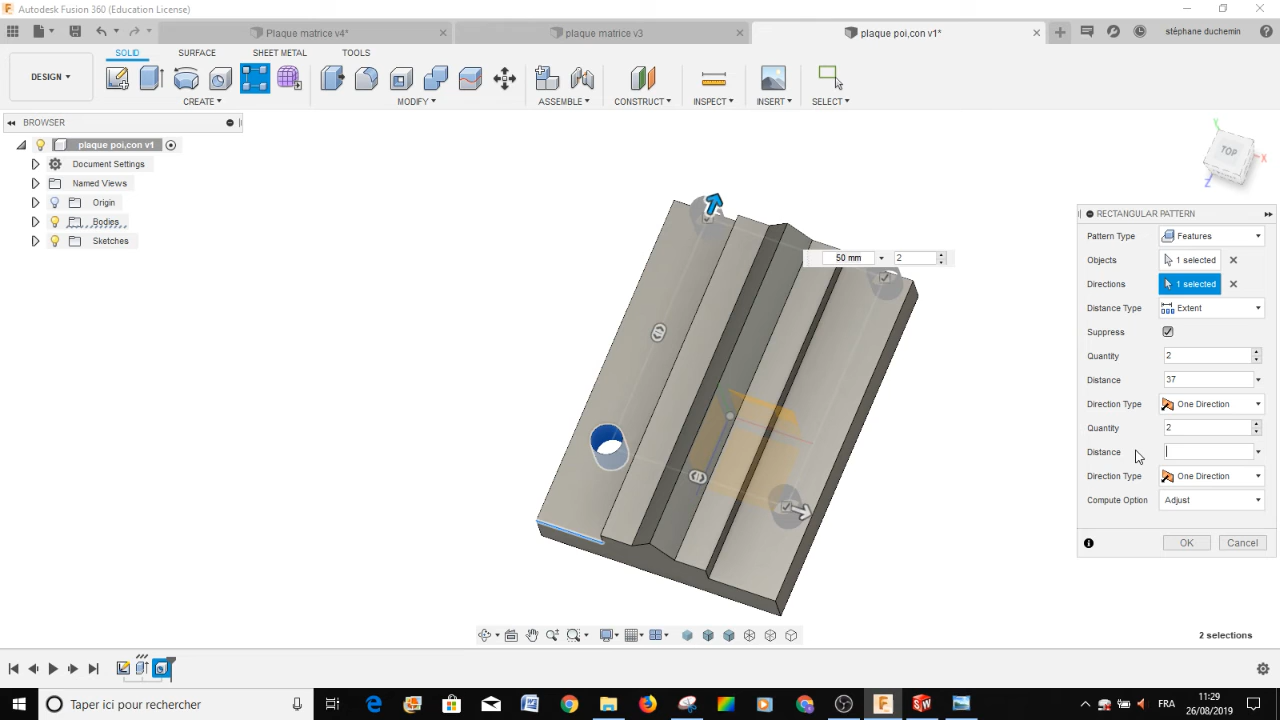 Autodesk Fusion 360 (Education License)
Plaque matrice v4*
plaque matrice v3
plaque poi,con v1*
stéphane duchemin
DESIGN
SOLID
SURFACE
SHEET METAL
TOOLS
CREATE
MODIFY
ASSEMBLE
CONSTRUCT
INSPECT
INSERT
SELECT
BROWSER
plaque poi,con v1
Document Settings
Named Views
Origin
Bodies
Sketches
Y
TOP
X
Z
50 mm
2
RECTANGULAR PATTERN
Pattern Type
Features
Objects
1 selected
Directions
1 selected
Distance Type
Extent
Suppress
Quantity
2
Distance
37
Direction Type
One Direction
Quantity
2
Distance
Direction Type
One Direction
Compute Option
Adjust
OK
Cancel
2 selections
Taper ici pour rechercher
FRA
11:29
26/08/2019